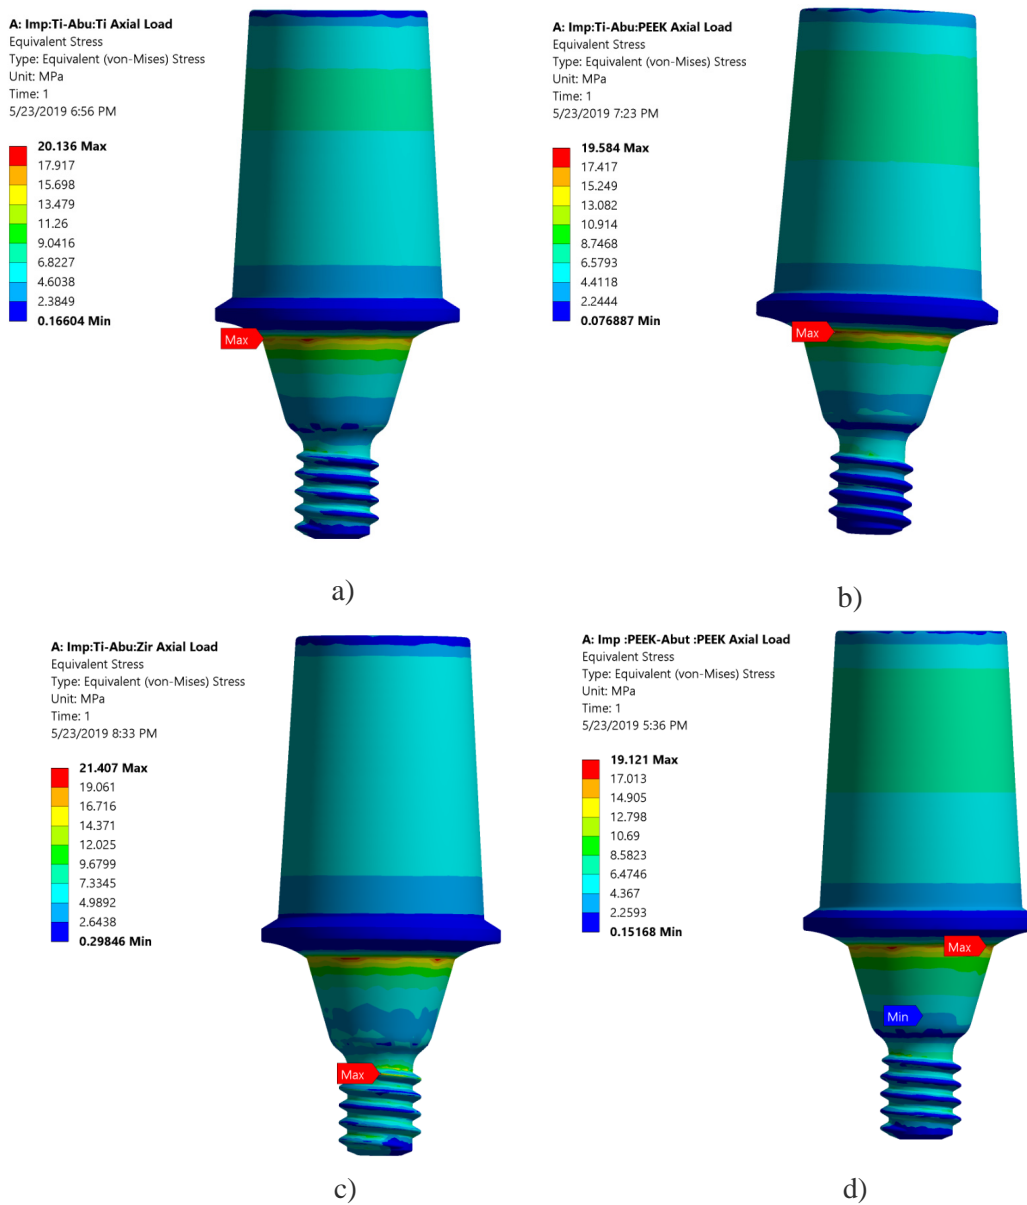 A: Imp:Ti-Abu:Ti Axial Load
Equivalent Stress
Type: Equivalent (von-Mises) Stress
Unit: MPa
Time: 1
5/23/2019 6:56 PM
20.136 Max
17.917
15.698
13.479
11.26
9.0416
6.8227
4.6038
2.3849
0.16604 Min
Max
a)
A: Imp:Ti-Abu:PEEK Axial Load
Equivalent Stress
Type: Equivalent (von-Mises) Stress
Unit: MPa
Time: 1
5/23/2019 7:23 PM
19.584 Max
17.417
15.249
13.082
10.914
8.7468
6.5793
4.4118
2.2444
0.076887 Min
Max
b)
A: Imp:Ti-Abu:Zir Axial Load
Equivalent Stress
Type: Equivalent (von-Mises) Stress
Unit: MPa
Time: 1
5/23/2019 8:33 PM
21.407 Max
19.061
16.716
14.371
12.025
9.6799
7.3345
4.9892
2.6438
0.29846 Min
Max
c)
A: Imp :PEEK-Abut :PEEK Axial Load
Equivalent Stress
Type: Equivalent (von-Mises) Stress
Unit: MPa
Time: 1
5/23/2019 5:36 PM
19.121 Max
17.013
14.905
12.798
10.69
8.5823
6.4746
4.367
2.2593
0.15168 Min
Max
Min
d)